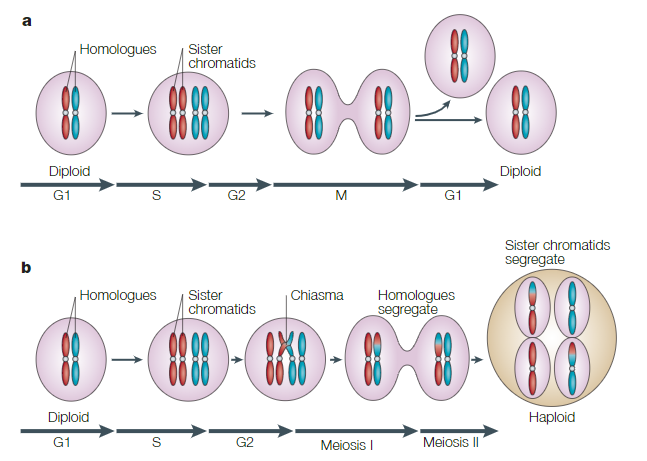 a
Homologues
Sister
chromatids
Diploid
Diploid
G1
S
G2
M
G1
b
Sister chromatids
segregate
Homologues
Sister
chromatids
Chiasma
Homologues
segregate
Diploid
Haploid
G1
S
G2
Meiosis I
Meiosis II